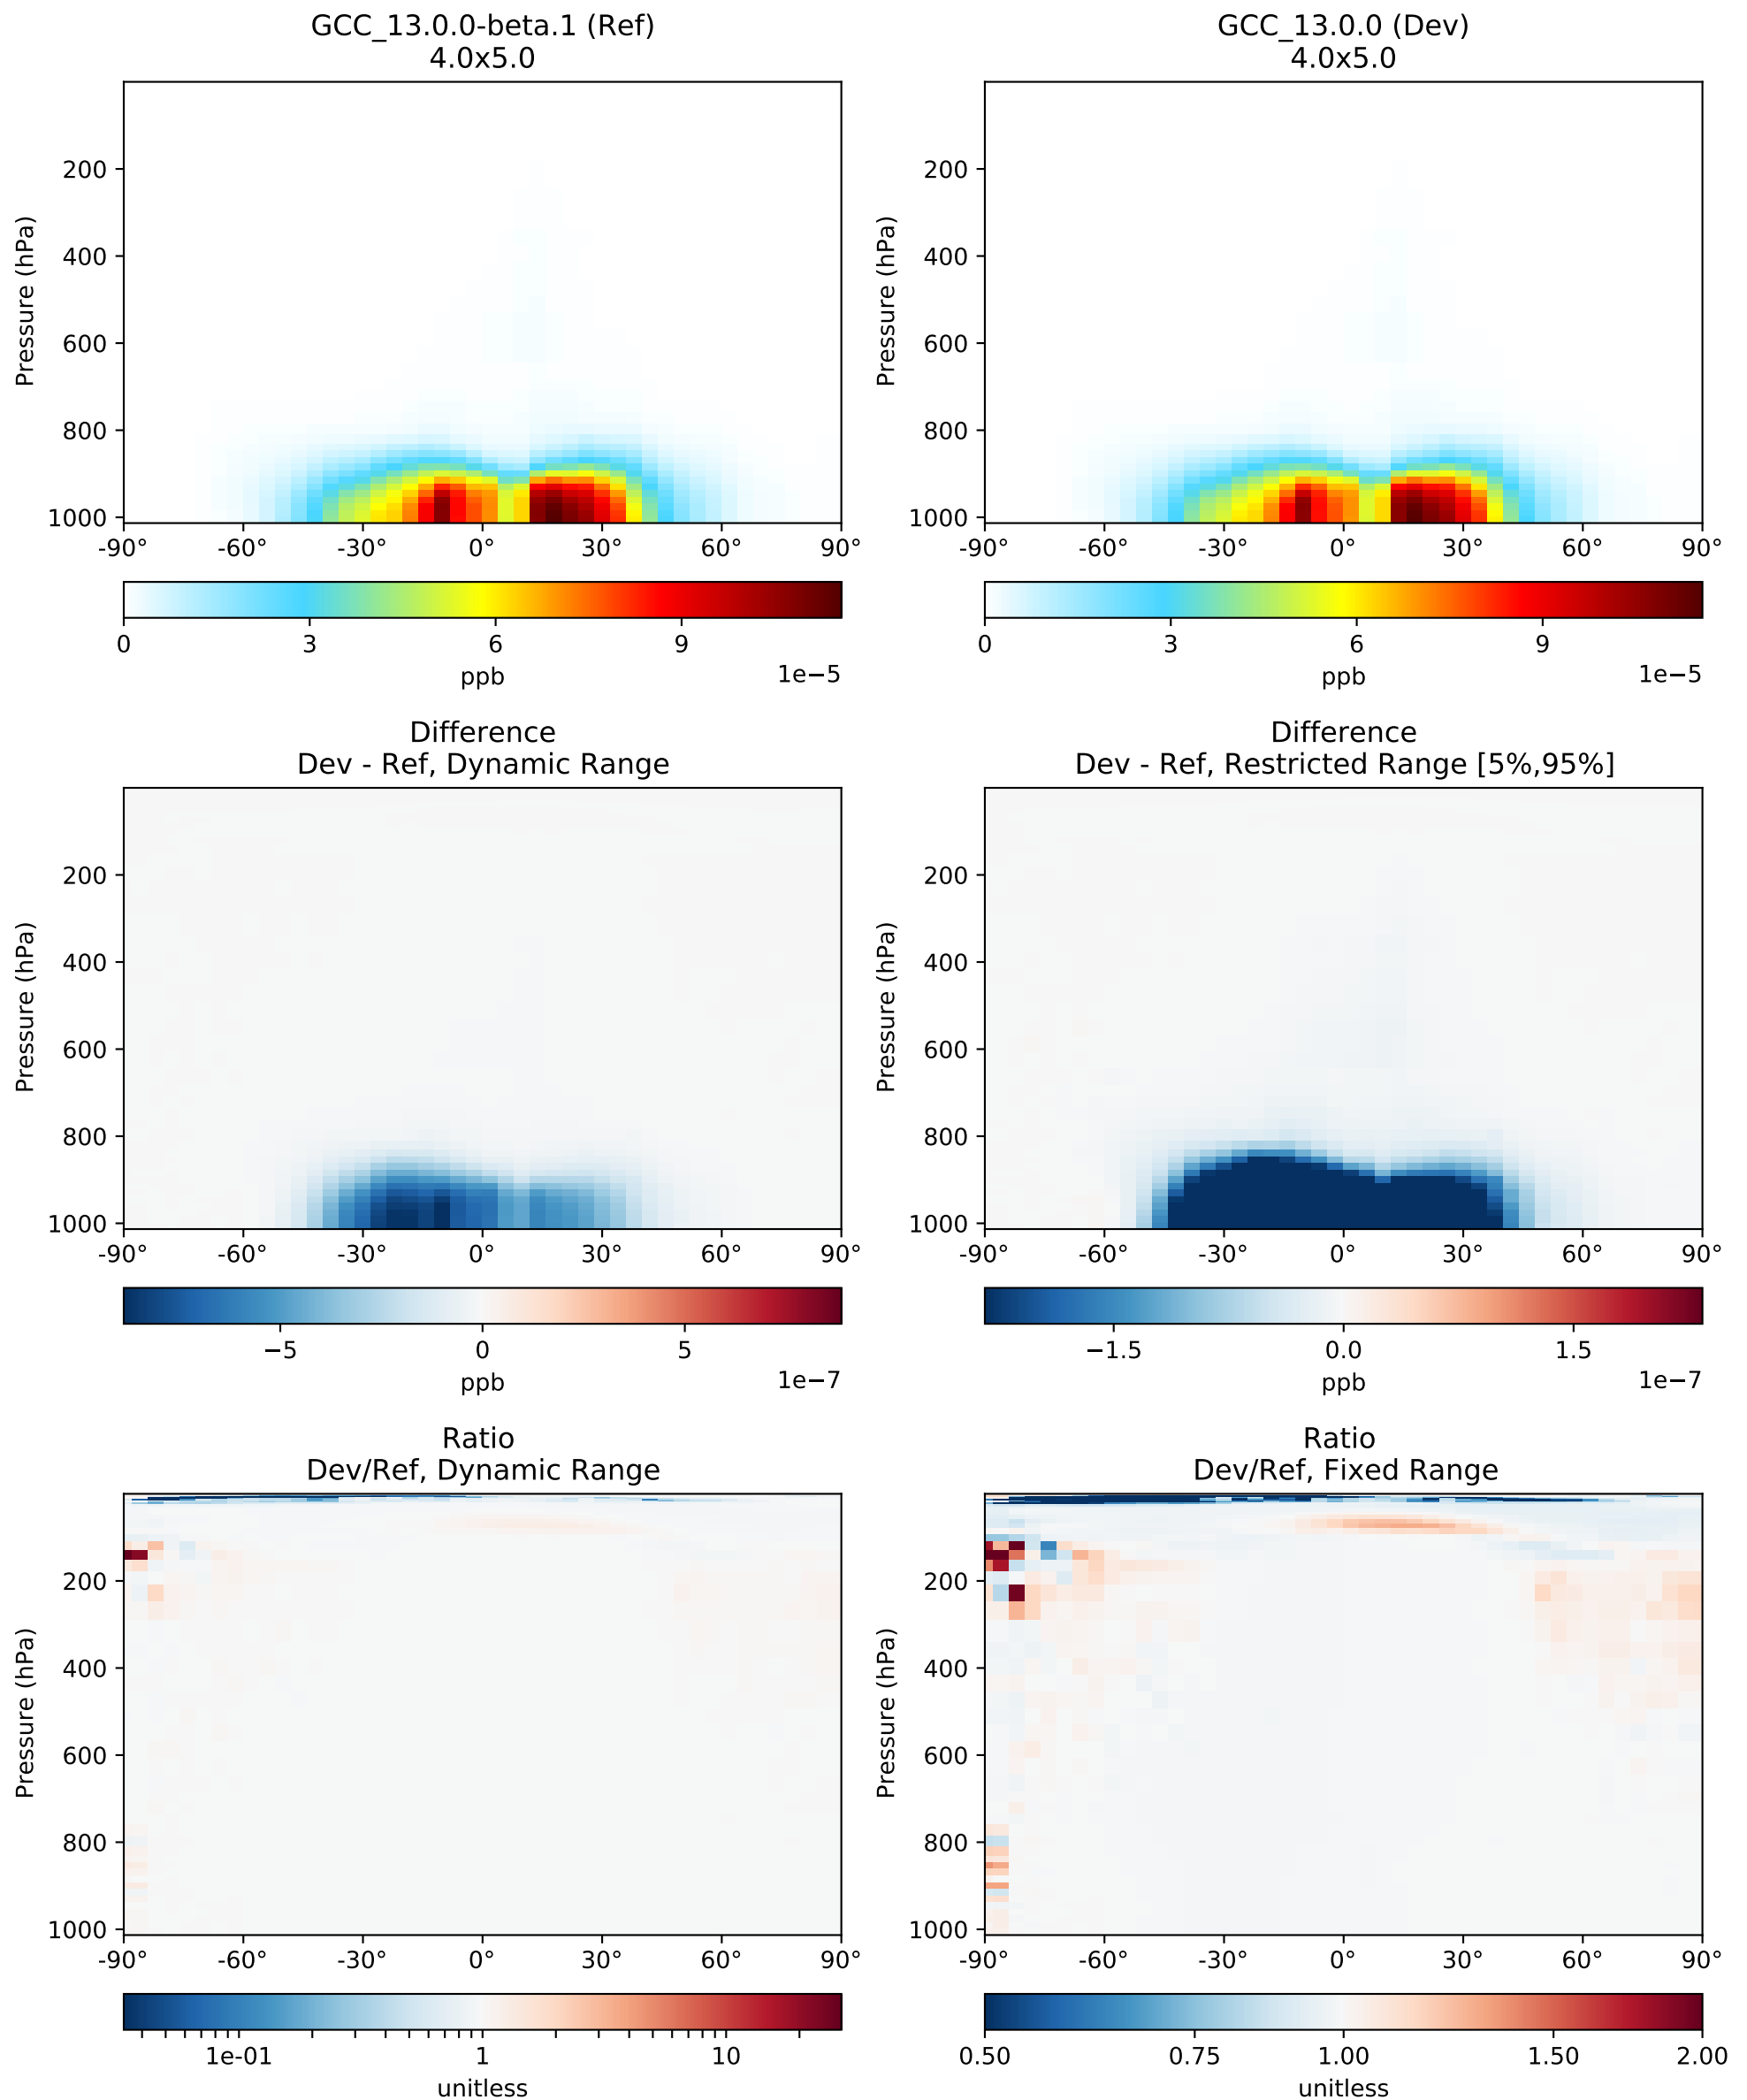 GCC_13.0.0-beta.1 (Ref)
4.0x5.0
GCC_13.0.0 (Dev)
4.0x5.0
Pressure (hPa)
200
400
600
800
1000
-90° -60° -30° 0° 30° 60° 90°
0 3 6 9
ppb
1e−5
Pressure (hPa)
200
400
600
800
1000
-90° -60° -30° 0° 30° 60° 90°
0 3 6 9
ppb
1e−5
Difference
Dev - Ref, Dynamic Range
Pressure (hPa)
200
400
600
800
1000
-90° -60° -30° 0° 30° 60° 90°
−5 0 5
ppb
1e−7
Difference
Dev - Ref, Restricted Range [5%,95%]
Pressure (hPa)
200
400
600
800
1000
-90° -60° -30° 0° 30° 60° 90°
−1.5 0.0 1.5
ppb
1e−7
Ratio
Dev/Ref, Dynamic Range
Pressure (hPa)
200
400
600
800
1000
-90° -60° -30° 0° 30° 60° 90°
1e-01 1 10
unitless
Ratio
Dev/Ref, Fixed Range
Pressure (hPa)
200
400
600
800
1000
-90° -60° -30° 0° 30° 60° 90°
0.50 0.75 1.00 1.50 2.00
unitless